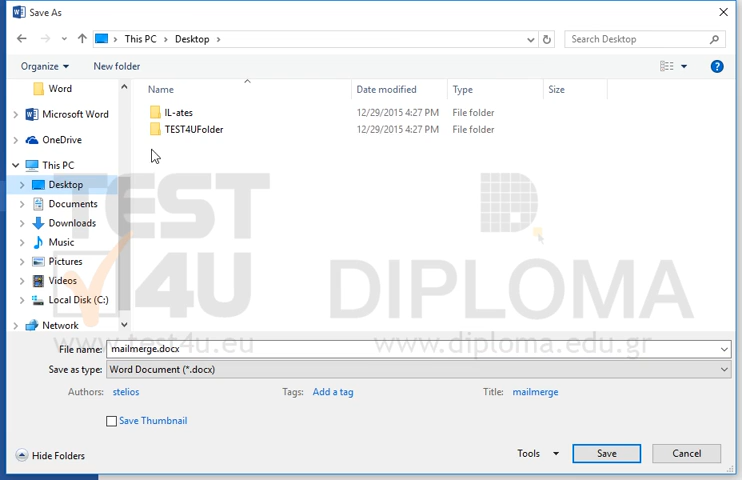 Save As
This PC > Desktop >
Search Desktop
Organize
New folder
?
Name
Date modified
Type
Size
Word
Microsoft Word
OneDrive
This PC
Desktop
Documents
Downloads
Music
Pictures
Videos
Local Disk (C:)
Network
IL-ates 12/29/2015 4:27 PM File folder
TEST4UFolder 12/29/2015 4:27 PM File folder
TEST
4U
D.
DIPLOMA
www.test4u.eu
www.diploma.edu.gr
File name: mailmerge.docx
Save as type: Word Document (*.docx)
Authors: stelios
Tags: Add a tag
Title: mailmerge
Save Thumbnail
Hide Folders
Tools
Save
Cancel